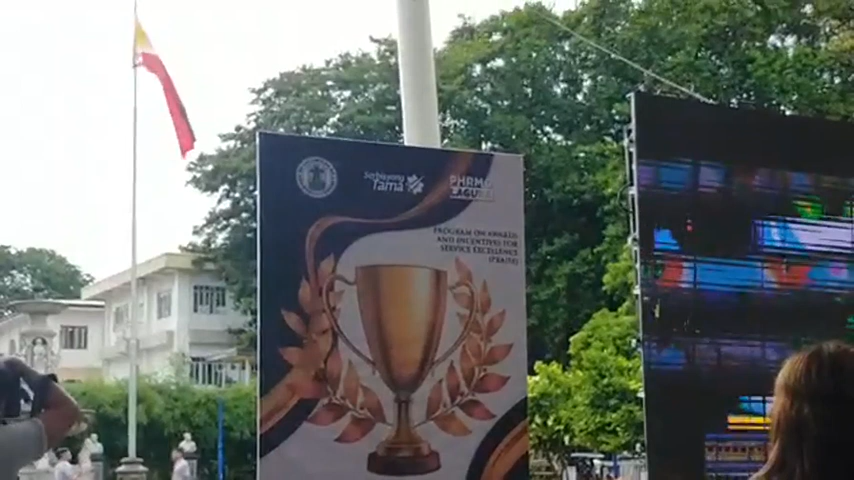 Serbisyong
Tama
PHRMO
LAGUNA
PROGRAM ON AWARDS
AND INCENTIVES FOR
SERVICE EXCELLENCE
(PRAISE)